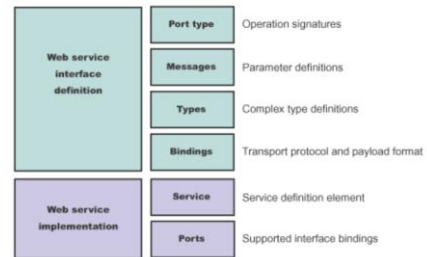 Web service
interface
definition
Port type
Operation signatures
Messages
Parameter definitions
Types
Complex type definitions
Bindings
Transport protocol and payload format
Web service
implementation
Service
Service definition element
Ports
Supported interface bindings